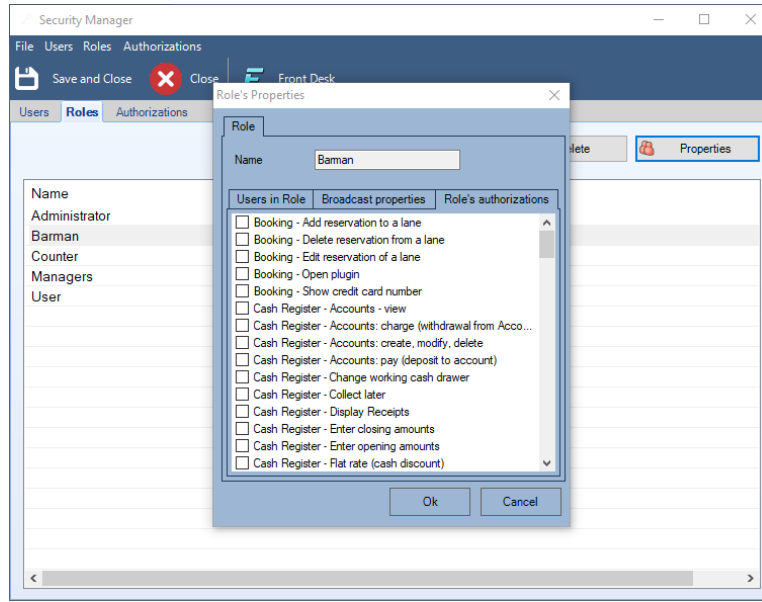 Security Manager
File Users Roles Authorizations
Save and Close Close Front Desk
Role's Properties
Users Roles Authorizations
Role
Properties
Name Barman
Name
Users in Role Broadcast properties Role's authorizations
Administrator
Barman
Counter
Managers
User
Booking - Add reservation to a lane
Booking - Delete reservation from a lane
Booking - Edit reservation of a lane
Booking - Open plugin
Booking - Show credit card number
Cash Register - Accounts - view
Cash Register - Accounts: charge (withdrawal from Acco...
Cash Register - Accounts: create, modify, delete
Cash Register - Accounts: pay (deposit to account)
Cash Register - Change working cash drawer
Cash Register - Collect later
Cash Register - Display Receipts
Cash Register - Enter closing amounts
Cash Register - Enter opening amounts
Cash Register - Flat rate (cash discount)
Ok Cancel